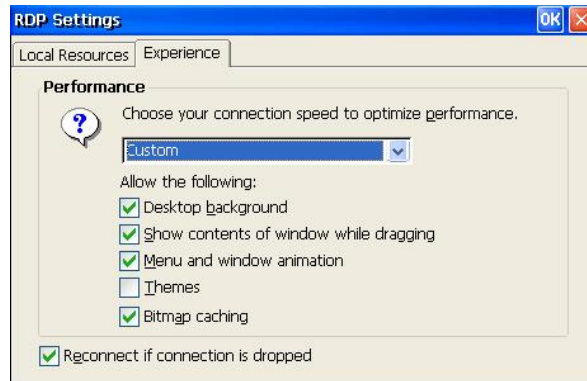 RDP Settings OK
Local Resources Experience
Performance
Choose your connection speed to optimize performance.
Custom
Allow the following:
Desktop background
Show contents of window while dragging
Menu and window animation
Themes
Bitmap caching
Reconnect if connection is dropped